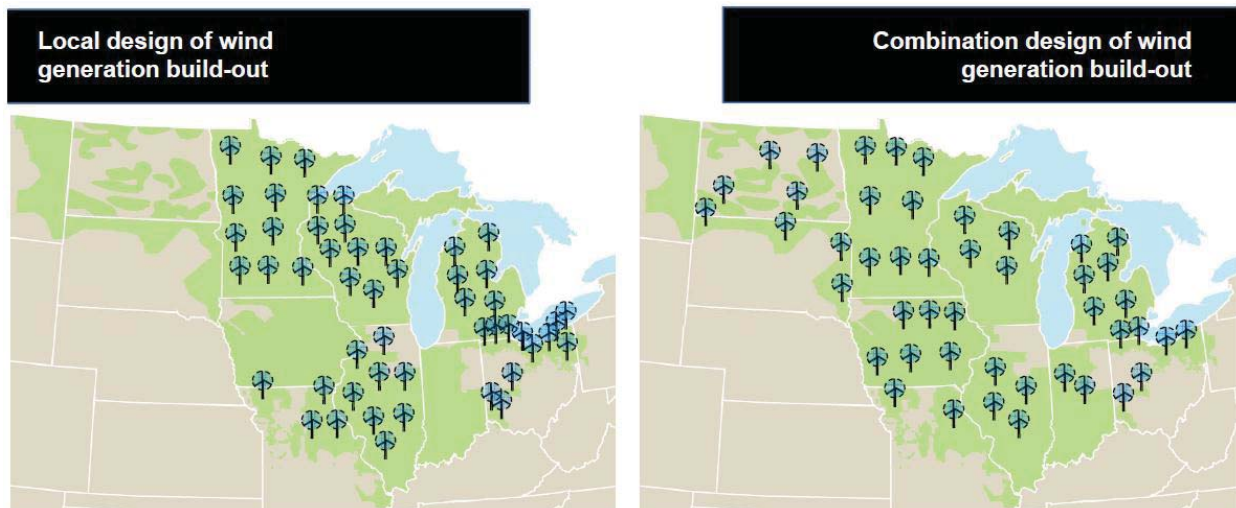 Local design of wind
generation build-out
Combination design of wind
generation build-out